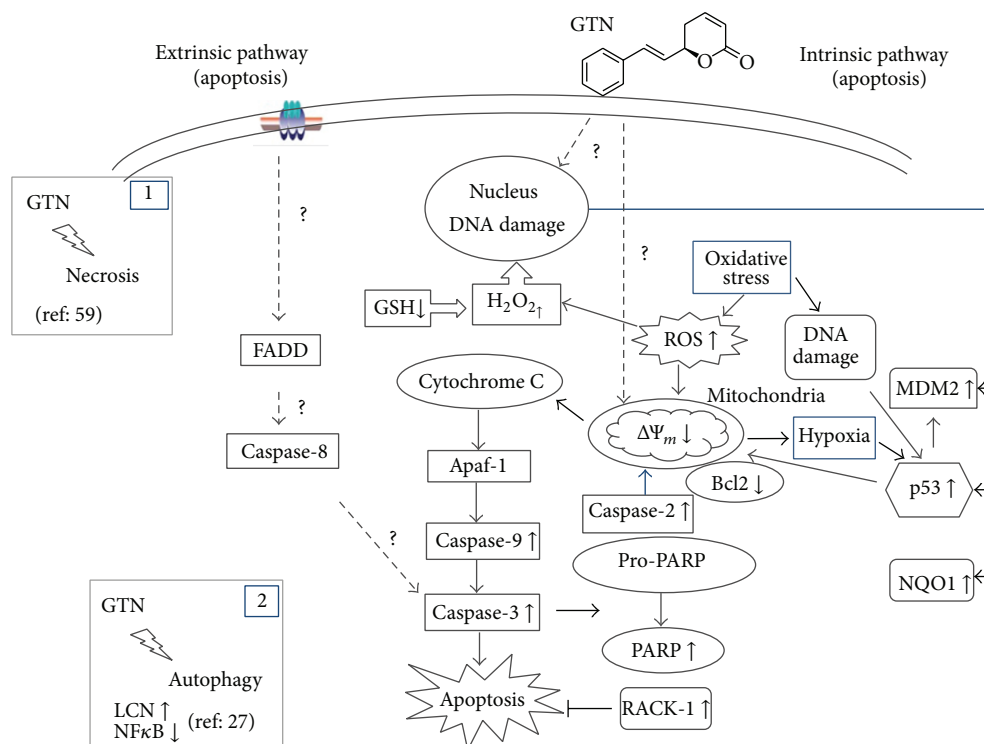 GTN
O
O
Extrinsic pathway
(apoptosis)
Intrinsic pathway
(apoptosis)
?
1
GTN
Necrosis
(ref: 59)
?
Nucleus
DNA damage
?
Oxidative
stress
GSH↓
H₂O₂↑
ROS ↑
DNA
damage
FADD
Cytochrome C
Mitochondria
MDM2 ↑
?
ΔΨm ↓
Hypoxia
Caspase-8
Apaf-1
Bcl2 ↓
p53 ↑
Caspase-2 ↑
?
Caspase-9 ↑
Pro-PARP
NQO1 ↑
2
GTN
Caspase-3 ↑
PARP ↑
Autophagy
LCN ↑
NFκB ↓
(ref: 27)
Apoptosis
RACK-1 ↑